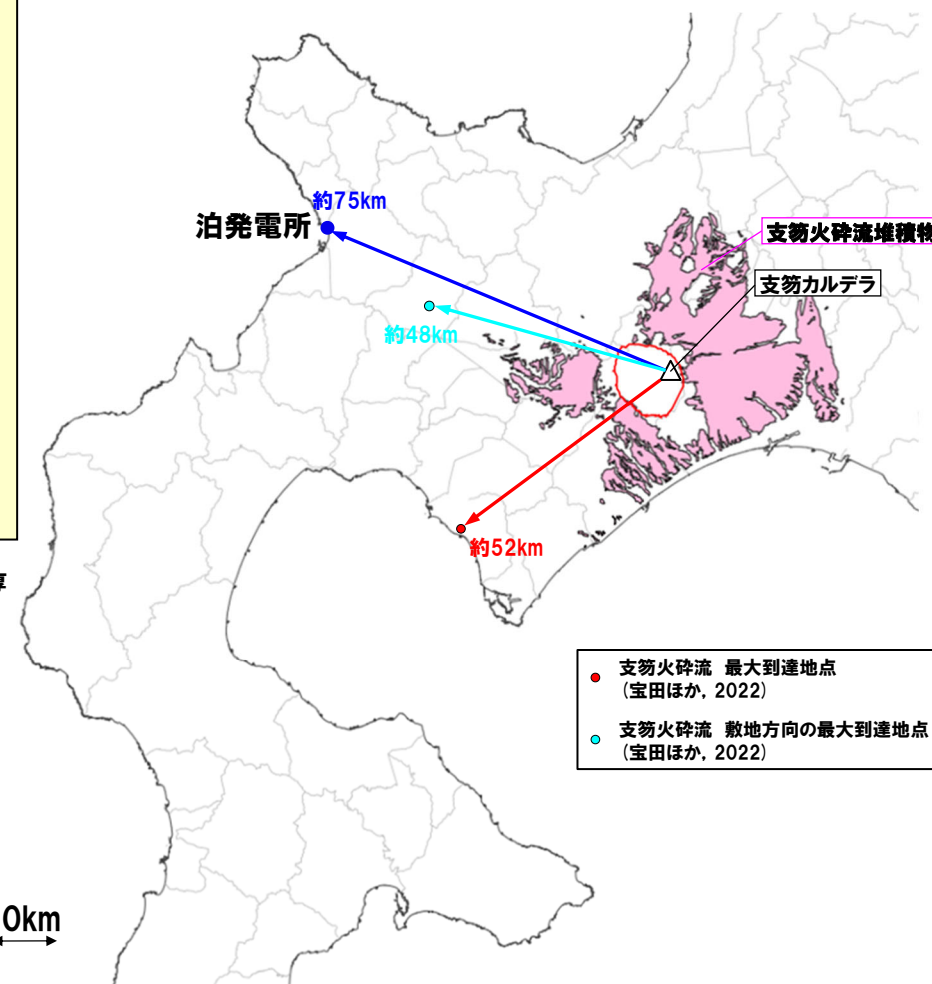 約75km
泊発電所
支笏火砕流堆積物
支笏カルデラ
約48km
約52km
支笏火砕流 最大到達地点
(宝田ほか, 2022)
支笏火砕流 敷地方向の最大到達地点
(宝田ほか, 2022)
0km